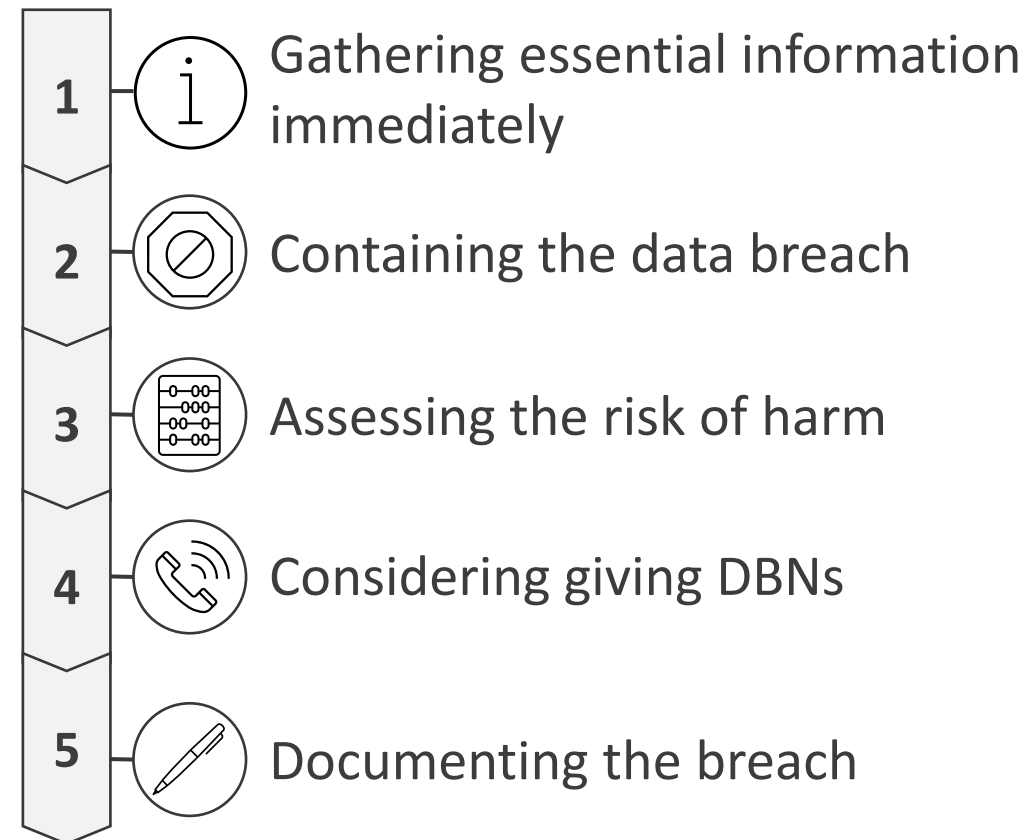 1
Gathering essential information
immediately
2
Containing the data breach
3
Assessing the risk of harm
4
Considering giving DBNs
5
Documenting the breach